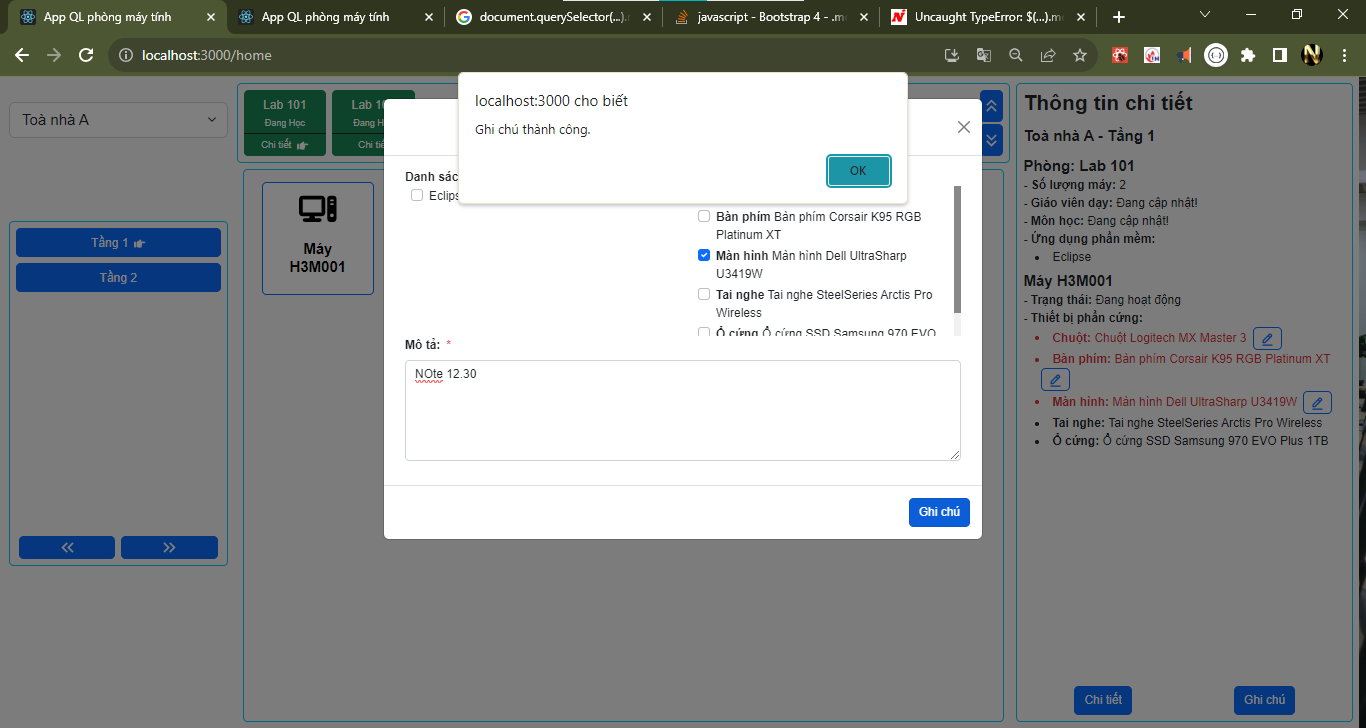 App QL phòng máy tính
App QL phòng máy tính
document.querySelector(...).
javascript - Bootstrap 4 - .m
Uncaught TypeError: $(...).m
localhost:3000/home
localhost:3000 cho biết
Ghi chú thành công.
OK
Toà nhà A
Tầng 1
Tầng 2
Lab 101
Đang Học
Chi tiết
Lab 1
Đang H
Chi tiế
Máy
H3M001
Danh sác
Eclips
Bàn phím Bàn phím Corsair K95 RGB
Platinum XT
Màn hình Màn hình Dell UltraSharp
U3419W
Tai nghe Tai nghe SteelSeries Arctis Pro
Wireless
Ổ cứng Ổ cứng SSD Samsung 970 EVO
Mô tả: *
NOte 12.30
Ghi chú
Thông tin chi tiết
Toà nhà A - Tầng 1
Phòng: Lab 101
- Số lượng máy: 2
- Giáo viên dạy: Đang cập nhật!
- Môn học: Đang cập nhật!
- Ứng dụng phần mềm:
Eclipse
Máy H3M001
- Trạng thái: Đang hoạt động
- Thiết bị phần cứng:
Chuột: Chuột Logitech MX Master 3
Bàn phím: Bàn phím Corsair K95 RGB Platinum XT
Màn hình: Màn hình Dell UltraSharp U3419W
Tai nghe: Tai nghe SteelSeries Arctis Pro Wireless
Ổ cứng: Ổ cứng SSD Samsung 970 EVO Plus 1TB
Chi tiết
Ghi chú